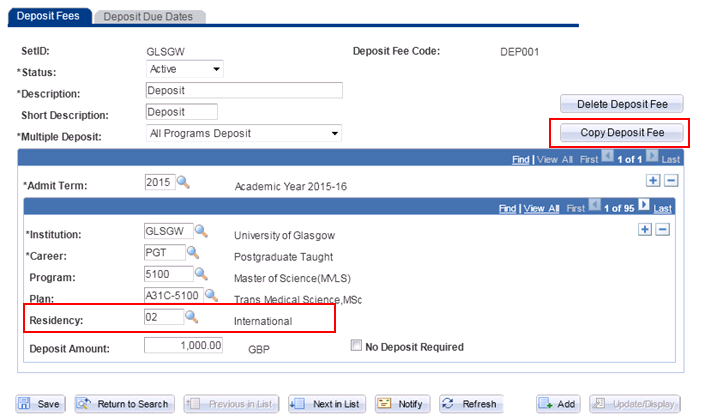 Deposit Fees Deposit Due Dates
SetID: GLSGW Deposit Fee Code: DEP001
*Status: Active
*Description: Deposit
Delete Deposit Fee
Short Description: Deposit
*Multiple Deposit: All Programs Deposit Copy Deposit Fee
Find | View All First 1 of 1 Last
*Admit Term: 2015 Academic Year 2015-16
Find | View All First 1 of 95 Last
*Institution: GLSGW University of Glasgow
*Career: PGT Postgraduate Taught
Program: 5100 Master of Science(MVLS)
Plan: A31C-5100 Trans Medical Science,MSc
Residency: 02 International
Deposit Amount: 1,000.00 GBP No Deposit Required
Save Return to Search Previous in List Next in List Notify Refresh Add Update/Display